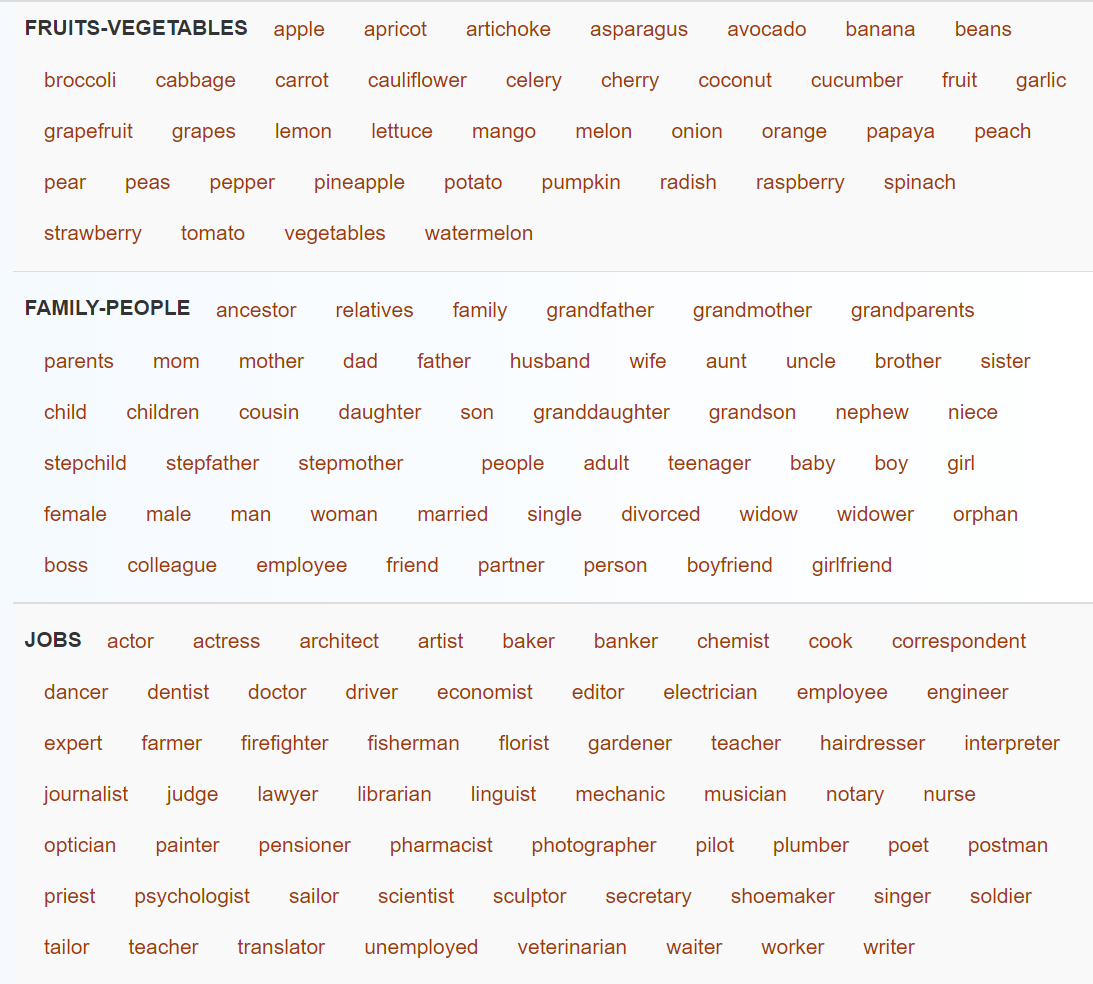 FRUITS-VEGETABLES apple apricot artichoke asparagus avocado banana beans
broccoli cabbage carrot cauliflower celery cherry coconut cucumber fruit garlic
grapefruit grapes lemon lettuce mango melon onion orange papaya peach
pear peas pepper pineapple potato pumpkin radish raspberry spinach
strawberry tomato vegetables watermelon
FAMILY-PEOPLE ancestor relatives family grandfather grandmother grandparents
parents mom mother dad father husband wife aunt uncle brother sister
child children cousin daughter son granddaughter grandson nephew niece
stepchild stepfather stepmother people adult teenager baby boy girl
female male man woman married single divorced widow widower orphan
boss colleague employee friend partner person boyfriend girlfriend
JOBS actor actress architect artist baker banker chemist cook correspondent
dancer dentist doctor driver economist editor electrician employee engineer
expert farmer firefighter fisherman florist gardener teacher hairdresser interpreter
journalist judge lawyer librarian linguist mechanic musician notary nurse
optician painter pensioner pharmacist photographer pilot plumber poet postman
priest psychologist sailor scientist sculptor secretary shoemaker singer soldier
tailor teacher translator unemployed veterinarian waiter worker writer